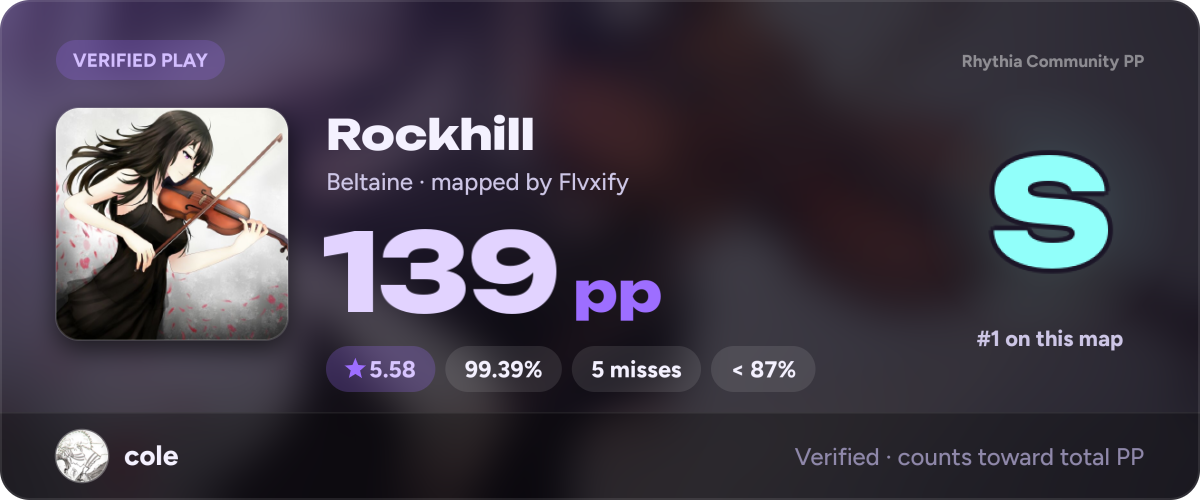 VERIFIED PLAY
Rhythia Community PP
Rockhill
Beltaine · mapped by Flvxify
139 pp
★ 5.58 99.39% 5 misses < 87%
S
#1 on this map
cole
Verified · counts toward total PP